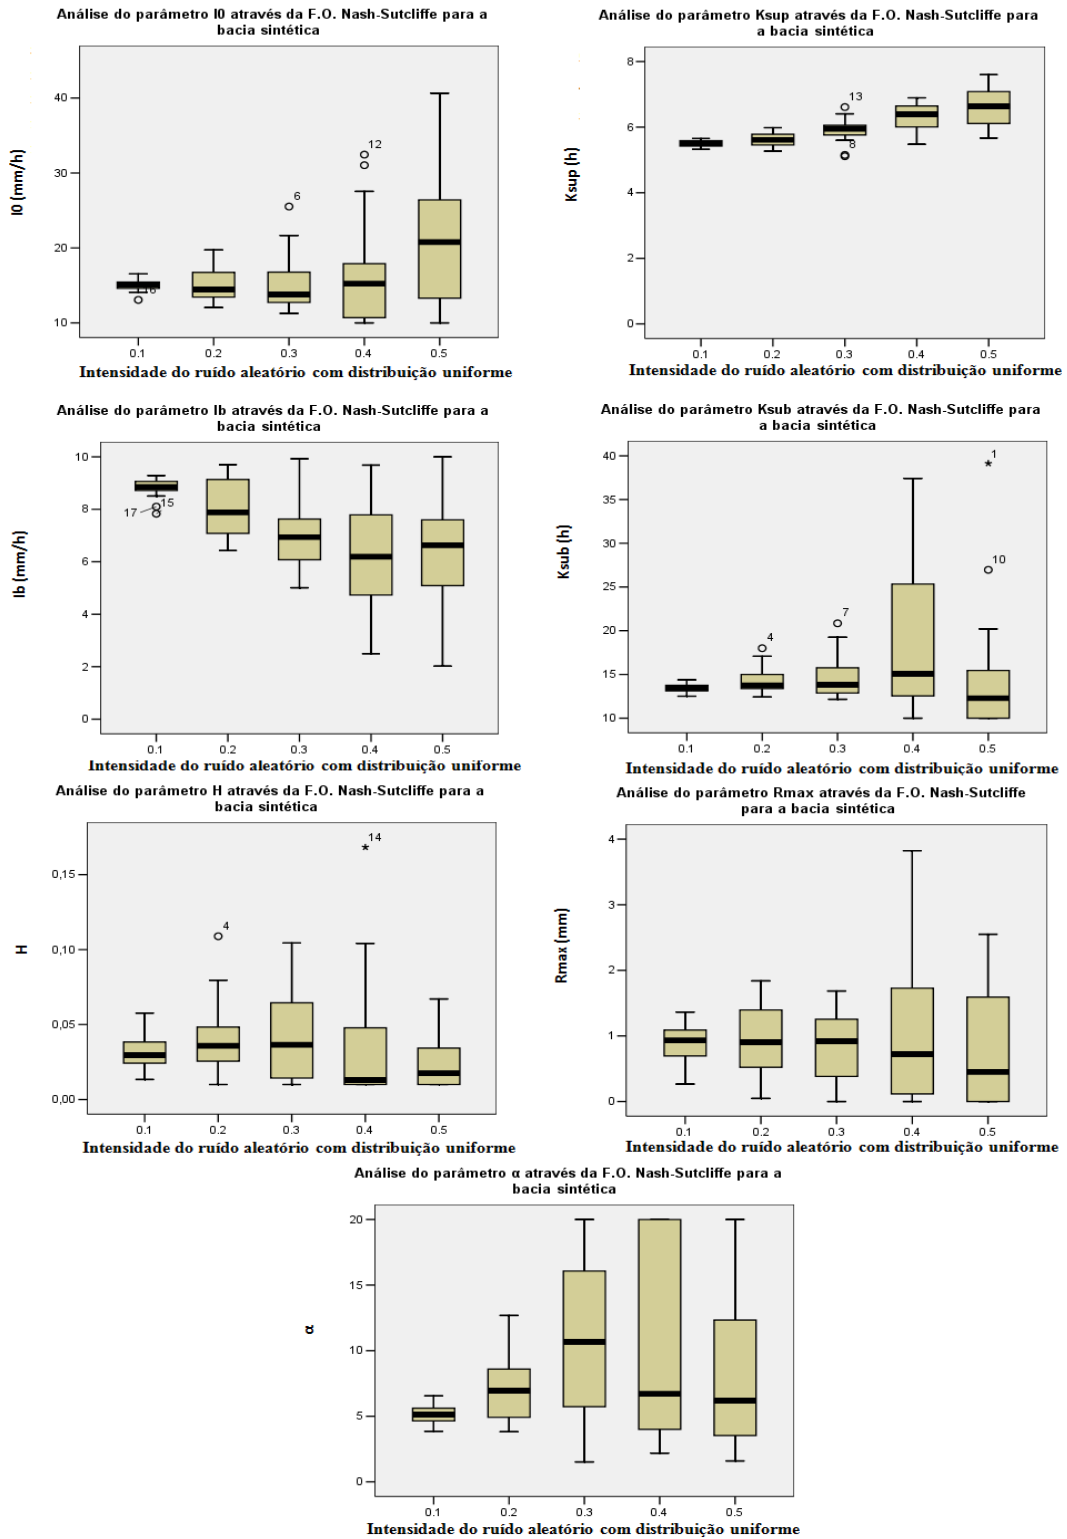 Análise do parâmetro I0 através da F.O. Nash-Sutcliffe para a
bacia sintética
I0 (mm/h)
40
30
20
10
12
6
6
0.1 0.2 0.3 0.4 0.5
Intensidade do ruído aleatório com distribuição uniforme
Análise do parâmetro Ksup através da F.O. Nash-Sutcliffe para
a bacia sintética
Ksup (h)
8
6
4
2
0
13
8
0.1 0.2 0.3 0.4 0.5
Intensidade do ruído aleatório com distribuição uniforme
Análise do parâmetro Ib através da F.O. Nash-Sutcliffe para a
bacia sintética
Ib (mm/h)
10
8
6
4
2
0
17
15
0.1 0.2 0.3 0.4 0.5
Intensidade do ruído aleatório com distribuição uniforme
Análise do parâmetro Ksub através da F.O. Nash-Sutcliffe para
a bacia sintética
Ksub (h)
40
35
30
25
20
15
10
1
10
7
4
0.1 0.2 0.3 0.4 0.5
Intensidade do ruído aleatório com distribuição uniforme
Análise do parâmetro H através da F.O. Nash-Sutcliffe para a
bacia sintética
H
0,15
0,10
0,05
0,00
14
4
0.1 0.2 0.3 0.4 0.5
Intensidade do ruído aleatório com distribuição uniforme
Análise do parâmetro Rmax através da F.O. Nash-Sutcliffe
para a bacia sintética
Rmax (mm)
4
3
2
1
0
0.1 0.2 0.3 0.4 0.5
Intensidade do ruído aleatório com distribuição uniforme
Análise do parâmetro α através da F.O. Nash-Sutcliffe para a
bacia sintética
α
20
15
10
5
0
0.1 0.2 0.3 0.4 0.5
Intensidade do ruído aleatório com distribuição uniforme